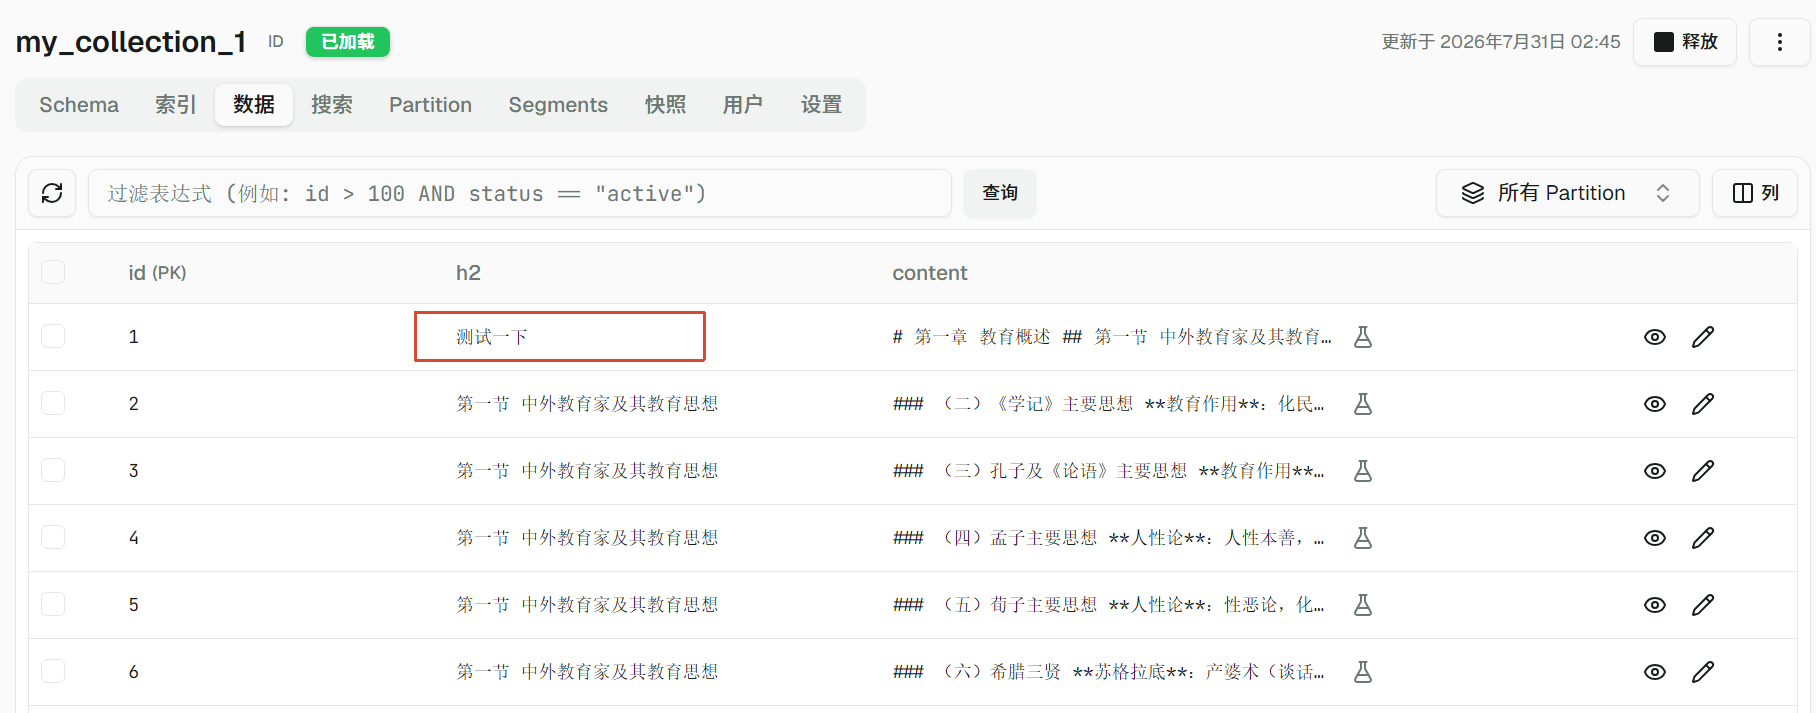 my_collection_1 ID 已加载 更新于 2026年7月31日 02:45 释放
Schema 索引 数据 搜索 Partition Segments 快照 用户 设置
过滤表达式 (例如: id > 100 AND status == "active") 查询 所有 Partition 列
id (PK) h2 content
1 测试一下 # 第一章 教育概述 ## 第一节 中外教育家及其教育...
2 第一节 中外教育家及其教育思想 ### （二）《学记》主要思想 **教育作用**: 化民...
3 第一节 中外教育家及其教育思想 ### （三）孔子及《论语》主要思想 **教育作用**...
4 第一节 中外教育家及其教育思想 ### （四）孟子主要思想 **人性论**: 人性本善，...
5 第一节 中外教育家及其教育思想 ### （五）荀子主要思想 **人性论**: 性恶论，化...
6 第一节 中外教育家及其教育思想 ### （六）希腊三贤 **苏格拉底**: 产婆术（谈话...